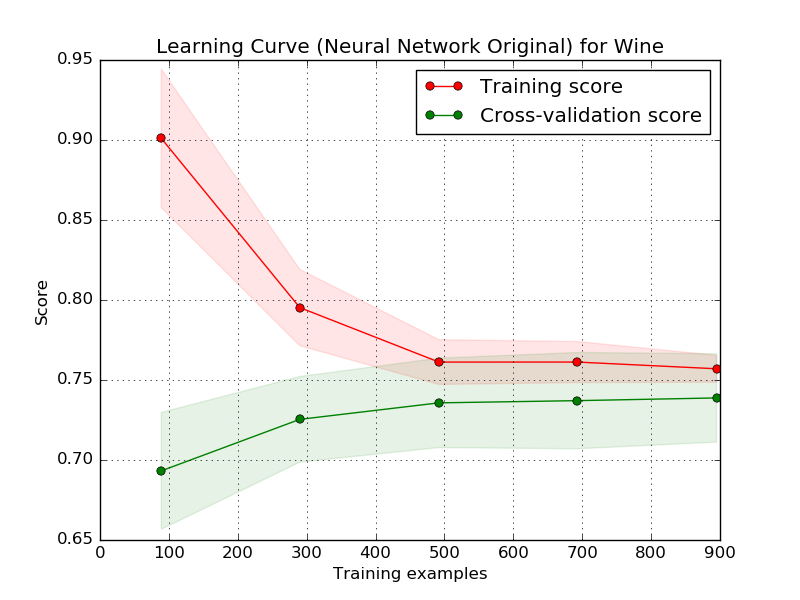 Learning Curve (Neural Network Original) for Wine
Training score
Cross-validation score
Score
0.95
0.90
0.85
0.80
0.75
0.70
0.65
0 100 200 300 400 500 600 700 800 900
Training examples